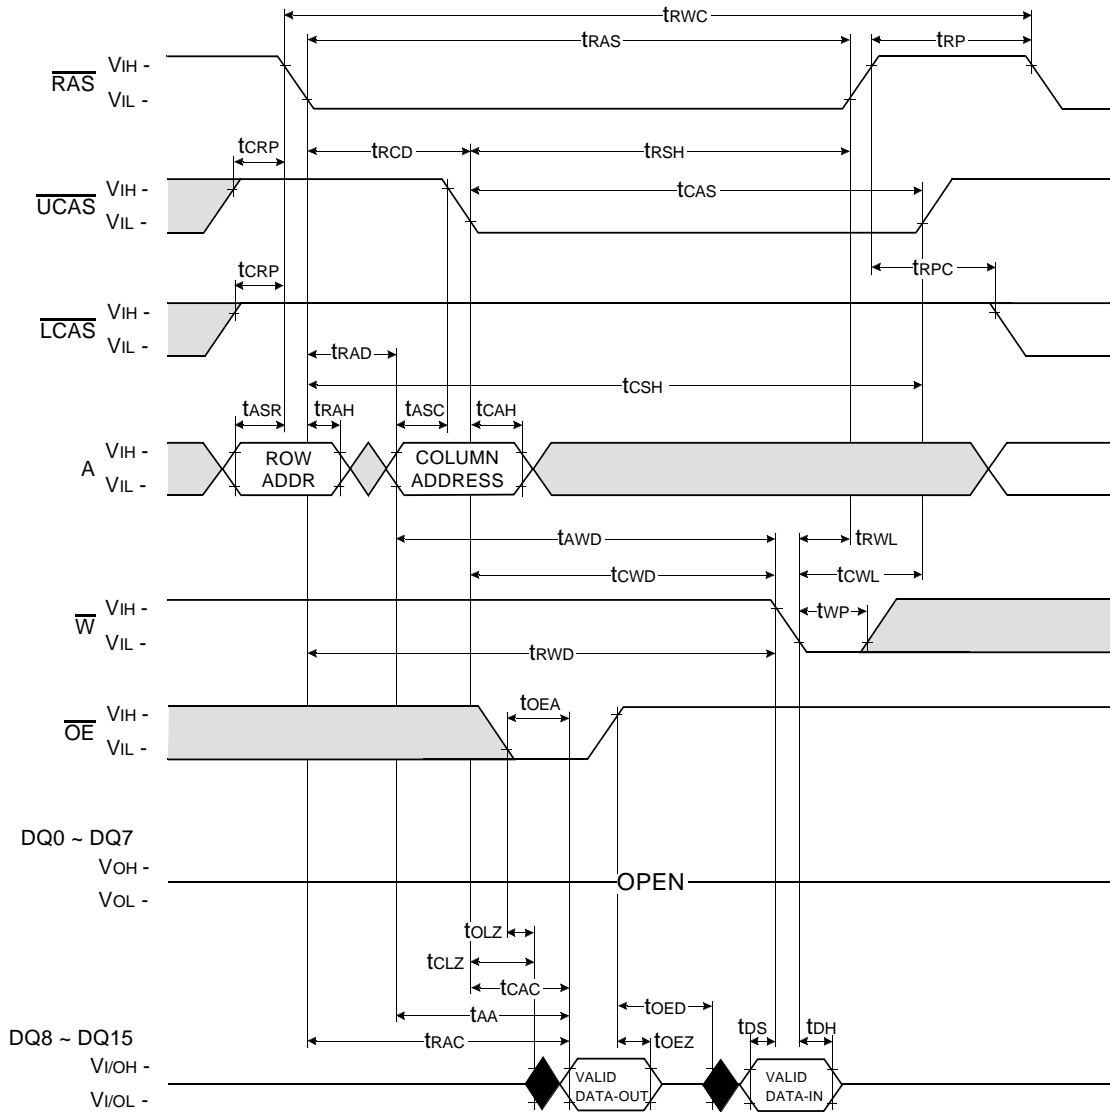 tRWC
tRAS tRP
RAS VIH -
VIL -
tCRP tRCD tRSH
UCAS VIH - tCAS
VIL -
tCRP tRPC
LCAS VIH -
VIL -
tRAD
tCSH
tASR tRAH tASC tCAH
A VIH - ROW ADDR COLUMN ADDRESS
VIL -
tAWD tRWL
tCWD tCWL
W VIH - tWP
VIL -
tRWD
OE VIH - tOEA
VIL -
DQ0 ~ DQ7
VOH -
OPEN
VOL -
tOLZ
tCLZ
tCAC
tAA tOED
DQ8 ~ DQ15 tRAC tOEZ tDS tDH
VI/OH - VALID DATA-OUT VALID DATA-IN
VI/OL -